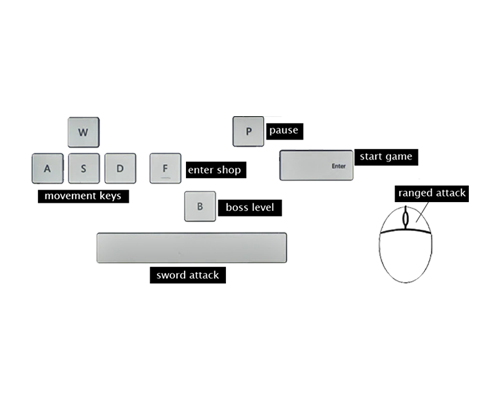 W
P
pause
A
S
D
F
enter shop
Enter
start game
movement keys
B
boss level
ranged attack
sword attack